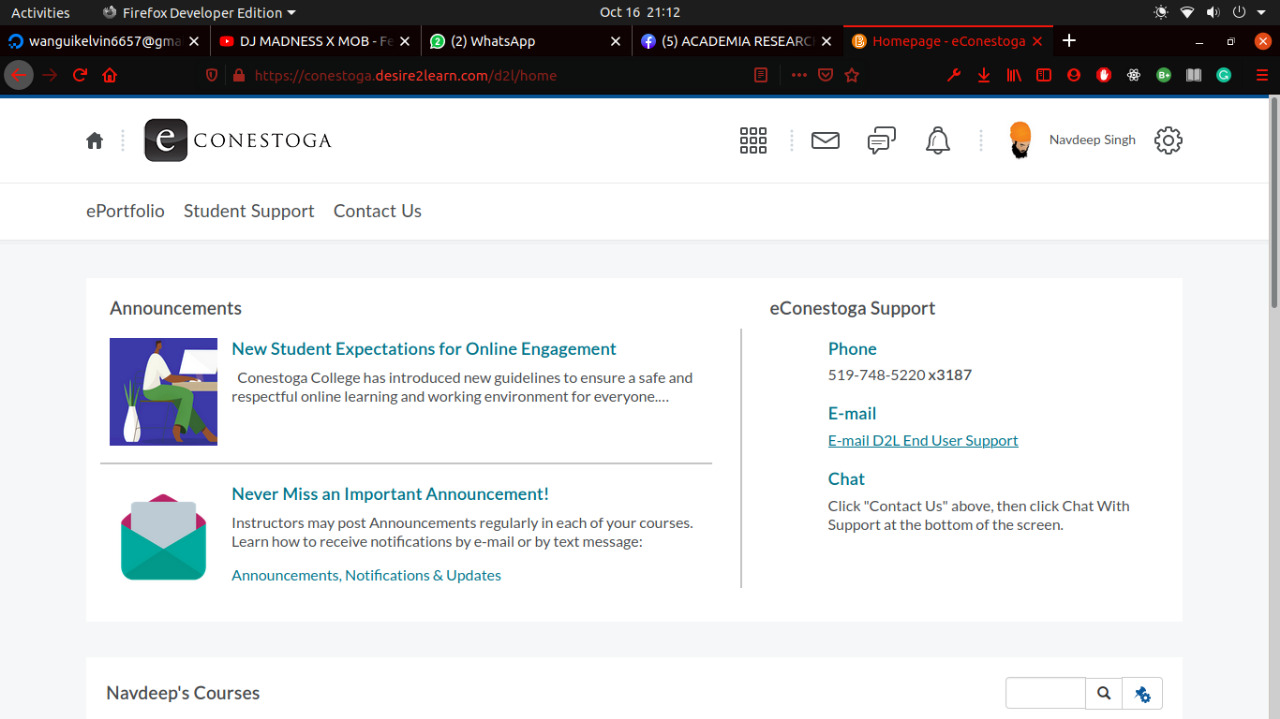 Activities
Firefox Developer Edition
Oct 16 21:12
wanguikelvin6657@gma
DJ MADNESS X MOB - Fe
(2) WhatsApp
(5) ACADEMIA RESEARC
Homepage - eConestoga
https://conestoga.desire2learn.com/d2l/home
e CONESTOGA
Navdeep Singh
ePortfolio
Student Support
Contact Us
Announcements
New Student Expectations for Online Engagement
Conestoga College has introduced new guidelines to ensure a safe and
respectful online learning and working environment for everyone....
Never Miss an Important Announcement!
Instructors may post Announcements regularly in each of your courses.
Learn how to receive notifications by e-mail or by text message:
Announcements, Notifications & Updates
eConestoga Support
Phone
519-748-5220 x3187
E-mail
E-mail D2L End User Support
Chat
Click "Contact Us" above, then click Chat With
Support at the bottom of the screen.
Navdeep's Courses